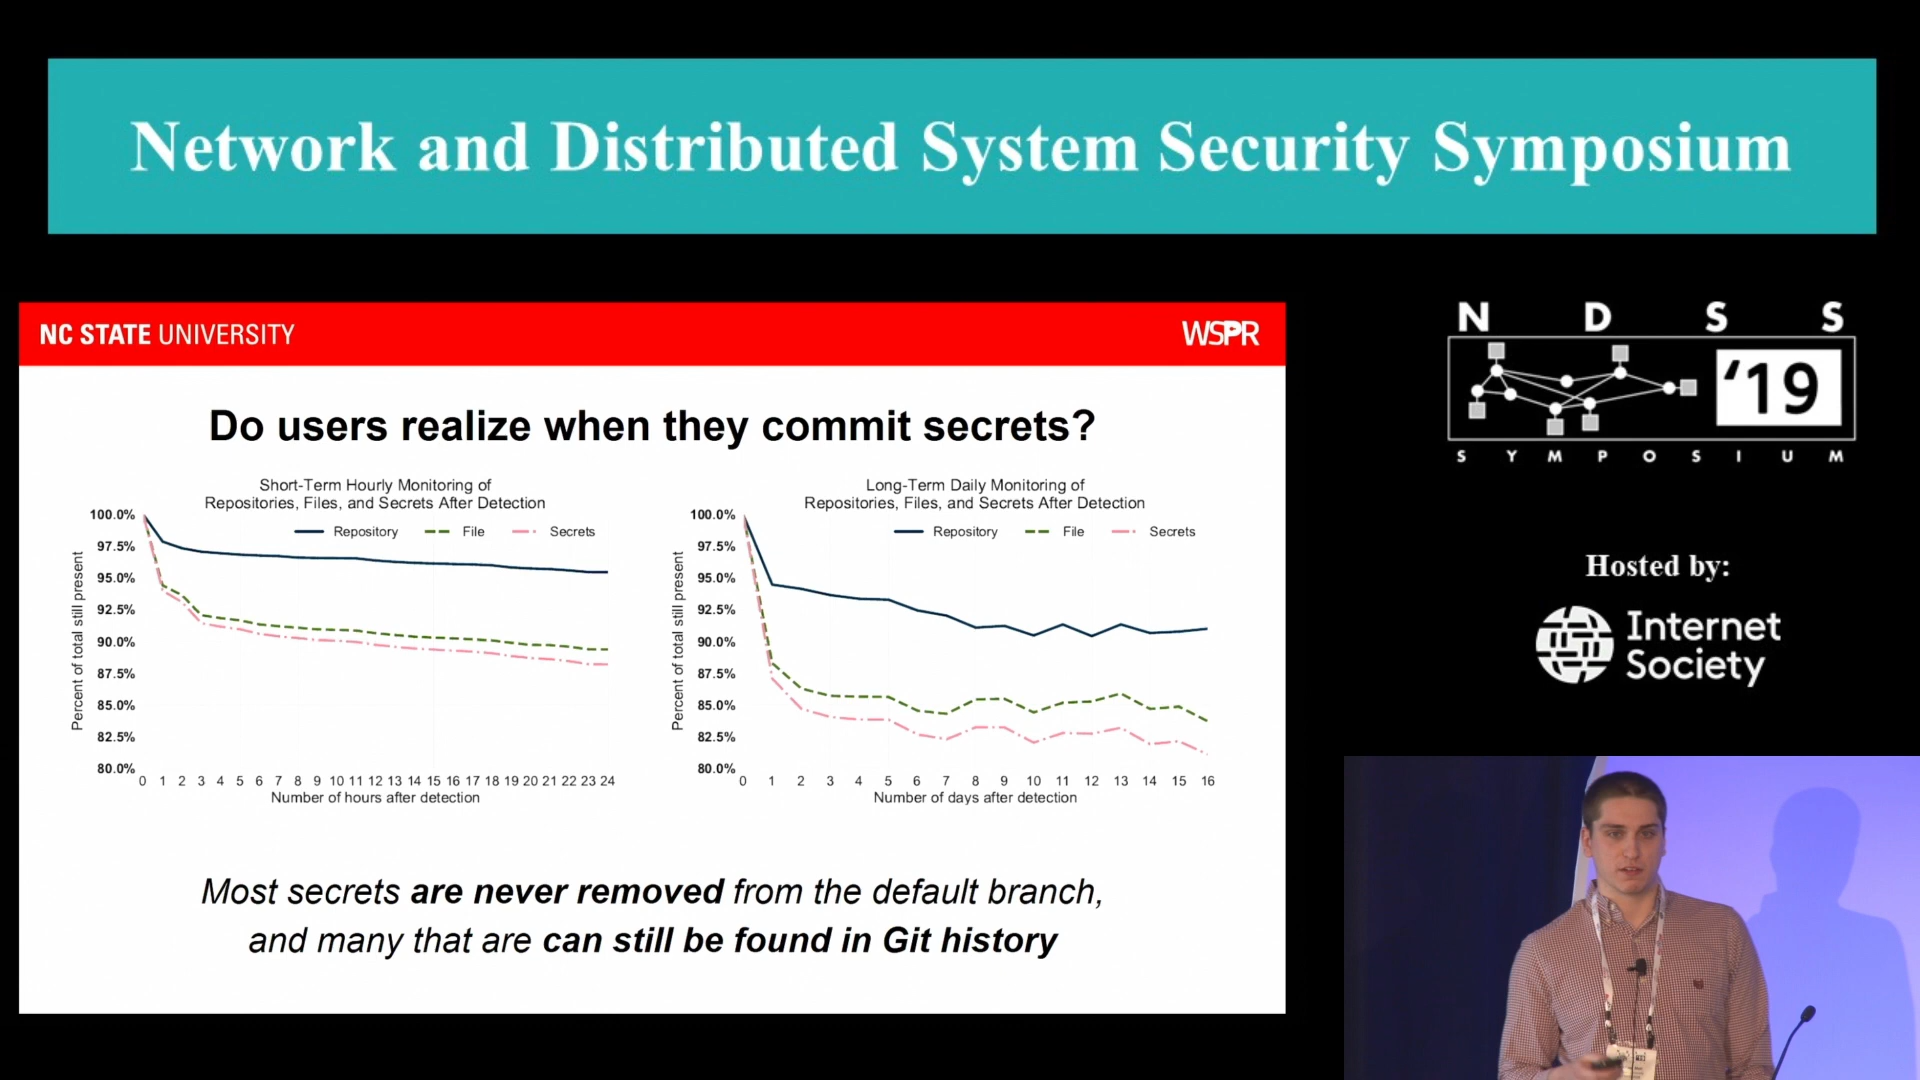 Network and Distributed System Security Symposium
NC STATE UNIVERSITY
WSPR
Do users realize when they commit secrets?
Short-Term Hourly Monitoring of
Repositories, Files, and Secrets After Detection
Repository File Secrets
Percent of total still present
100.0%
97.5%
95.0%
92.5%
90.0%
87.5%
85.0%
82.5%
80.0%
0 1 2 3 4 5 6 7 8 9 10 11 12 13 14 15 16 17 18 19 20 21 22 23 24
Number of hours after detection
Long-Term Daily Monitoring of
Repositories, Files, and Secrets After Detection
Repository File Secrets
Percent of total still present
100.0%
97.5%
95.0%
92.5%
90.0%
87.5%
85.0%
82.5%
80.0%
0 1 2 3 4 5 6 7 8 9 10 11 12 13 14 15 16
Number of days after detection
Most secrets are never removed from the default branch,
and many that are can still be found in Git history
N D S S
'19
S Y M P O S I U M
Hosted by:
Internet
Society